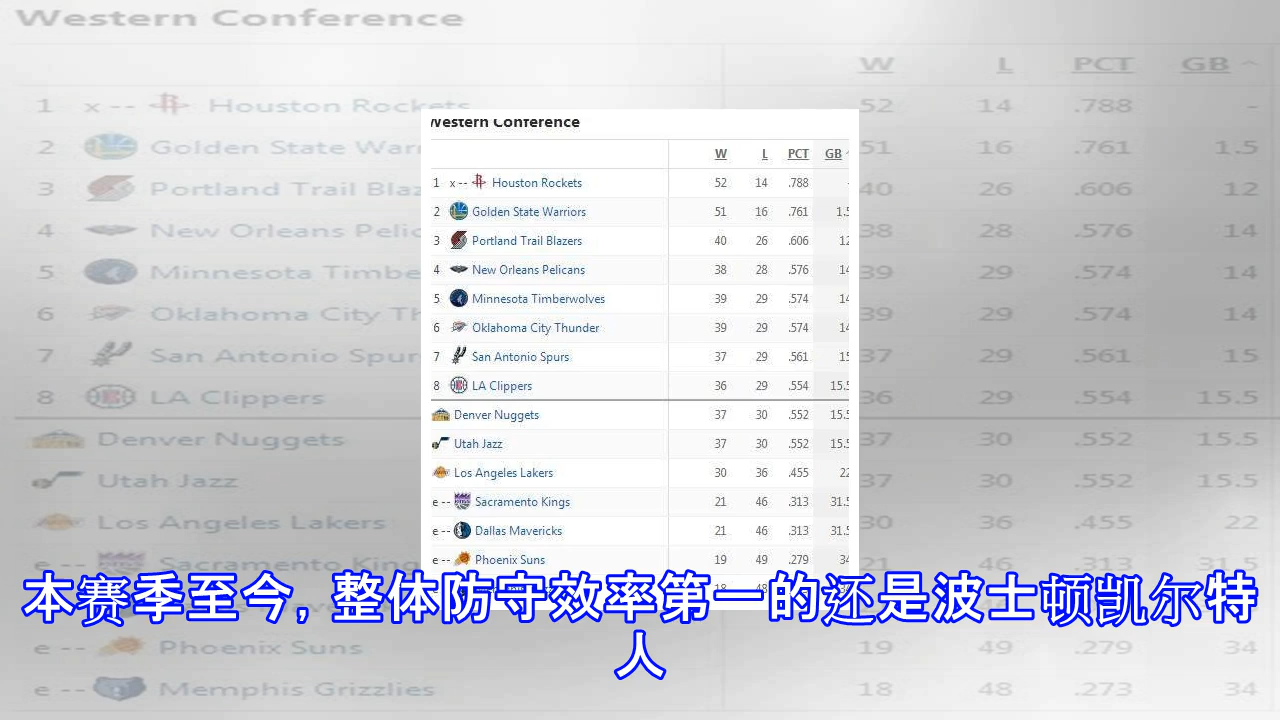 Western Conference
W L PCT GB
1 x -- Houston Rockets 52 14 .788 -
2 Golden State Warriors 51 16 .761 1.5
3 Portland Trail Blazers 40 26 .606 12
4 New Orleans Pelicans 38 28 .576 14
5 Minnesota Timberwolves 39 29 .574 14
6 Oklahoma City Thunder 39 29 .574 14
7 San Antonio Spurs 37 29 .561 15
8 LA Clippers 36 29 .554 15.5
Denver Nuggets 37 30 .552 15.5
Utah Jazz 37 30 .552 15.5
Los Angeles Lakers 30 36 .455 22
e -- Sacramento Kings 21 46 .313 31.5
e -- Dallas Mavericks 21 46 .313 31.5
e -- Phoenix Suns 19 49 .279 34
e -- Memphis Grizzlies 18 48 .273 34
本赛季至今, 整体防守效率第一的还是波士顿凯尔特
人